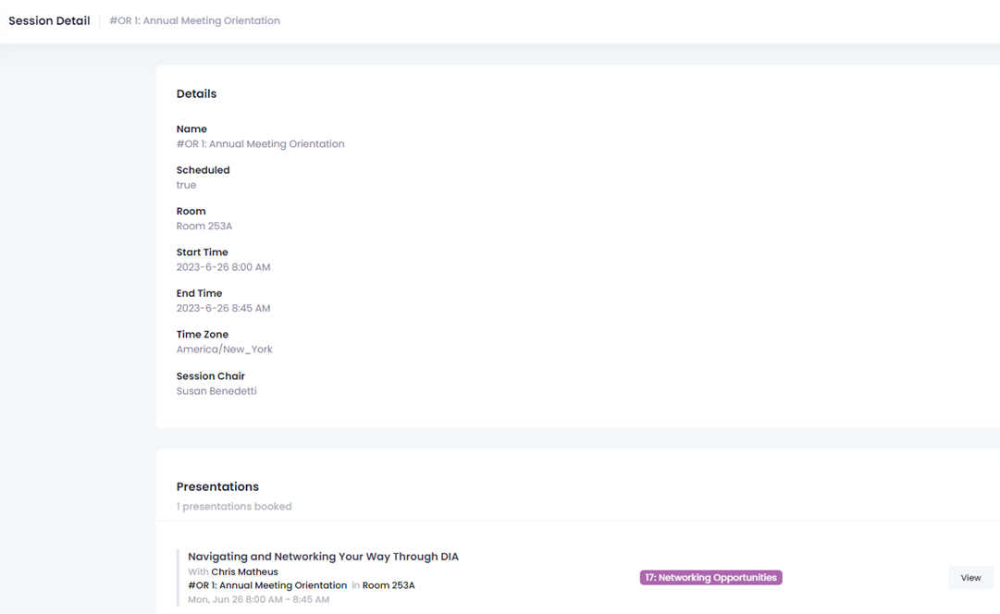 Session Detail #OR 1: Annual Meeting Orientation
Details
Name
#OR 1: Annual Meeting Orientation
Scheduled
true
Room
Room 253A
Start Time
2023-6-26 8:00 AM
End Time
2023-6-26 8:45 AM
Time Zone
America/New_York
Session Chair
Susan Benedetti
Presentations
1 presentations booked
Navigating and Networking Your Way Through DIA
With Chris Matheus
#OR 1: Annual Meeting Orientation in Room 253A
Mon, Jun 26 8:00 AM - 8:45 AM
17: Networking Opportunities
View